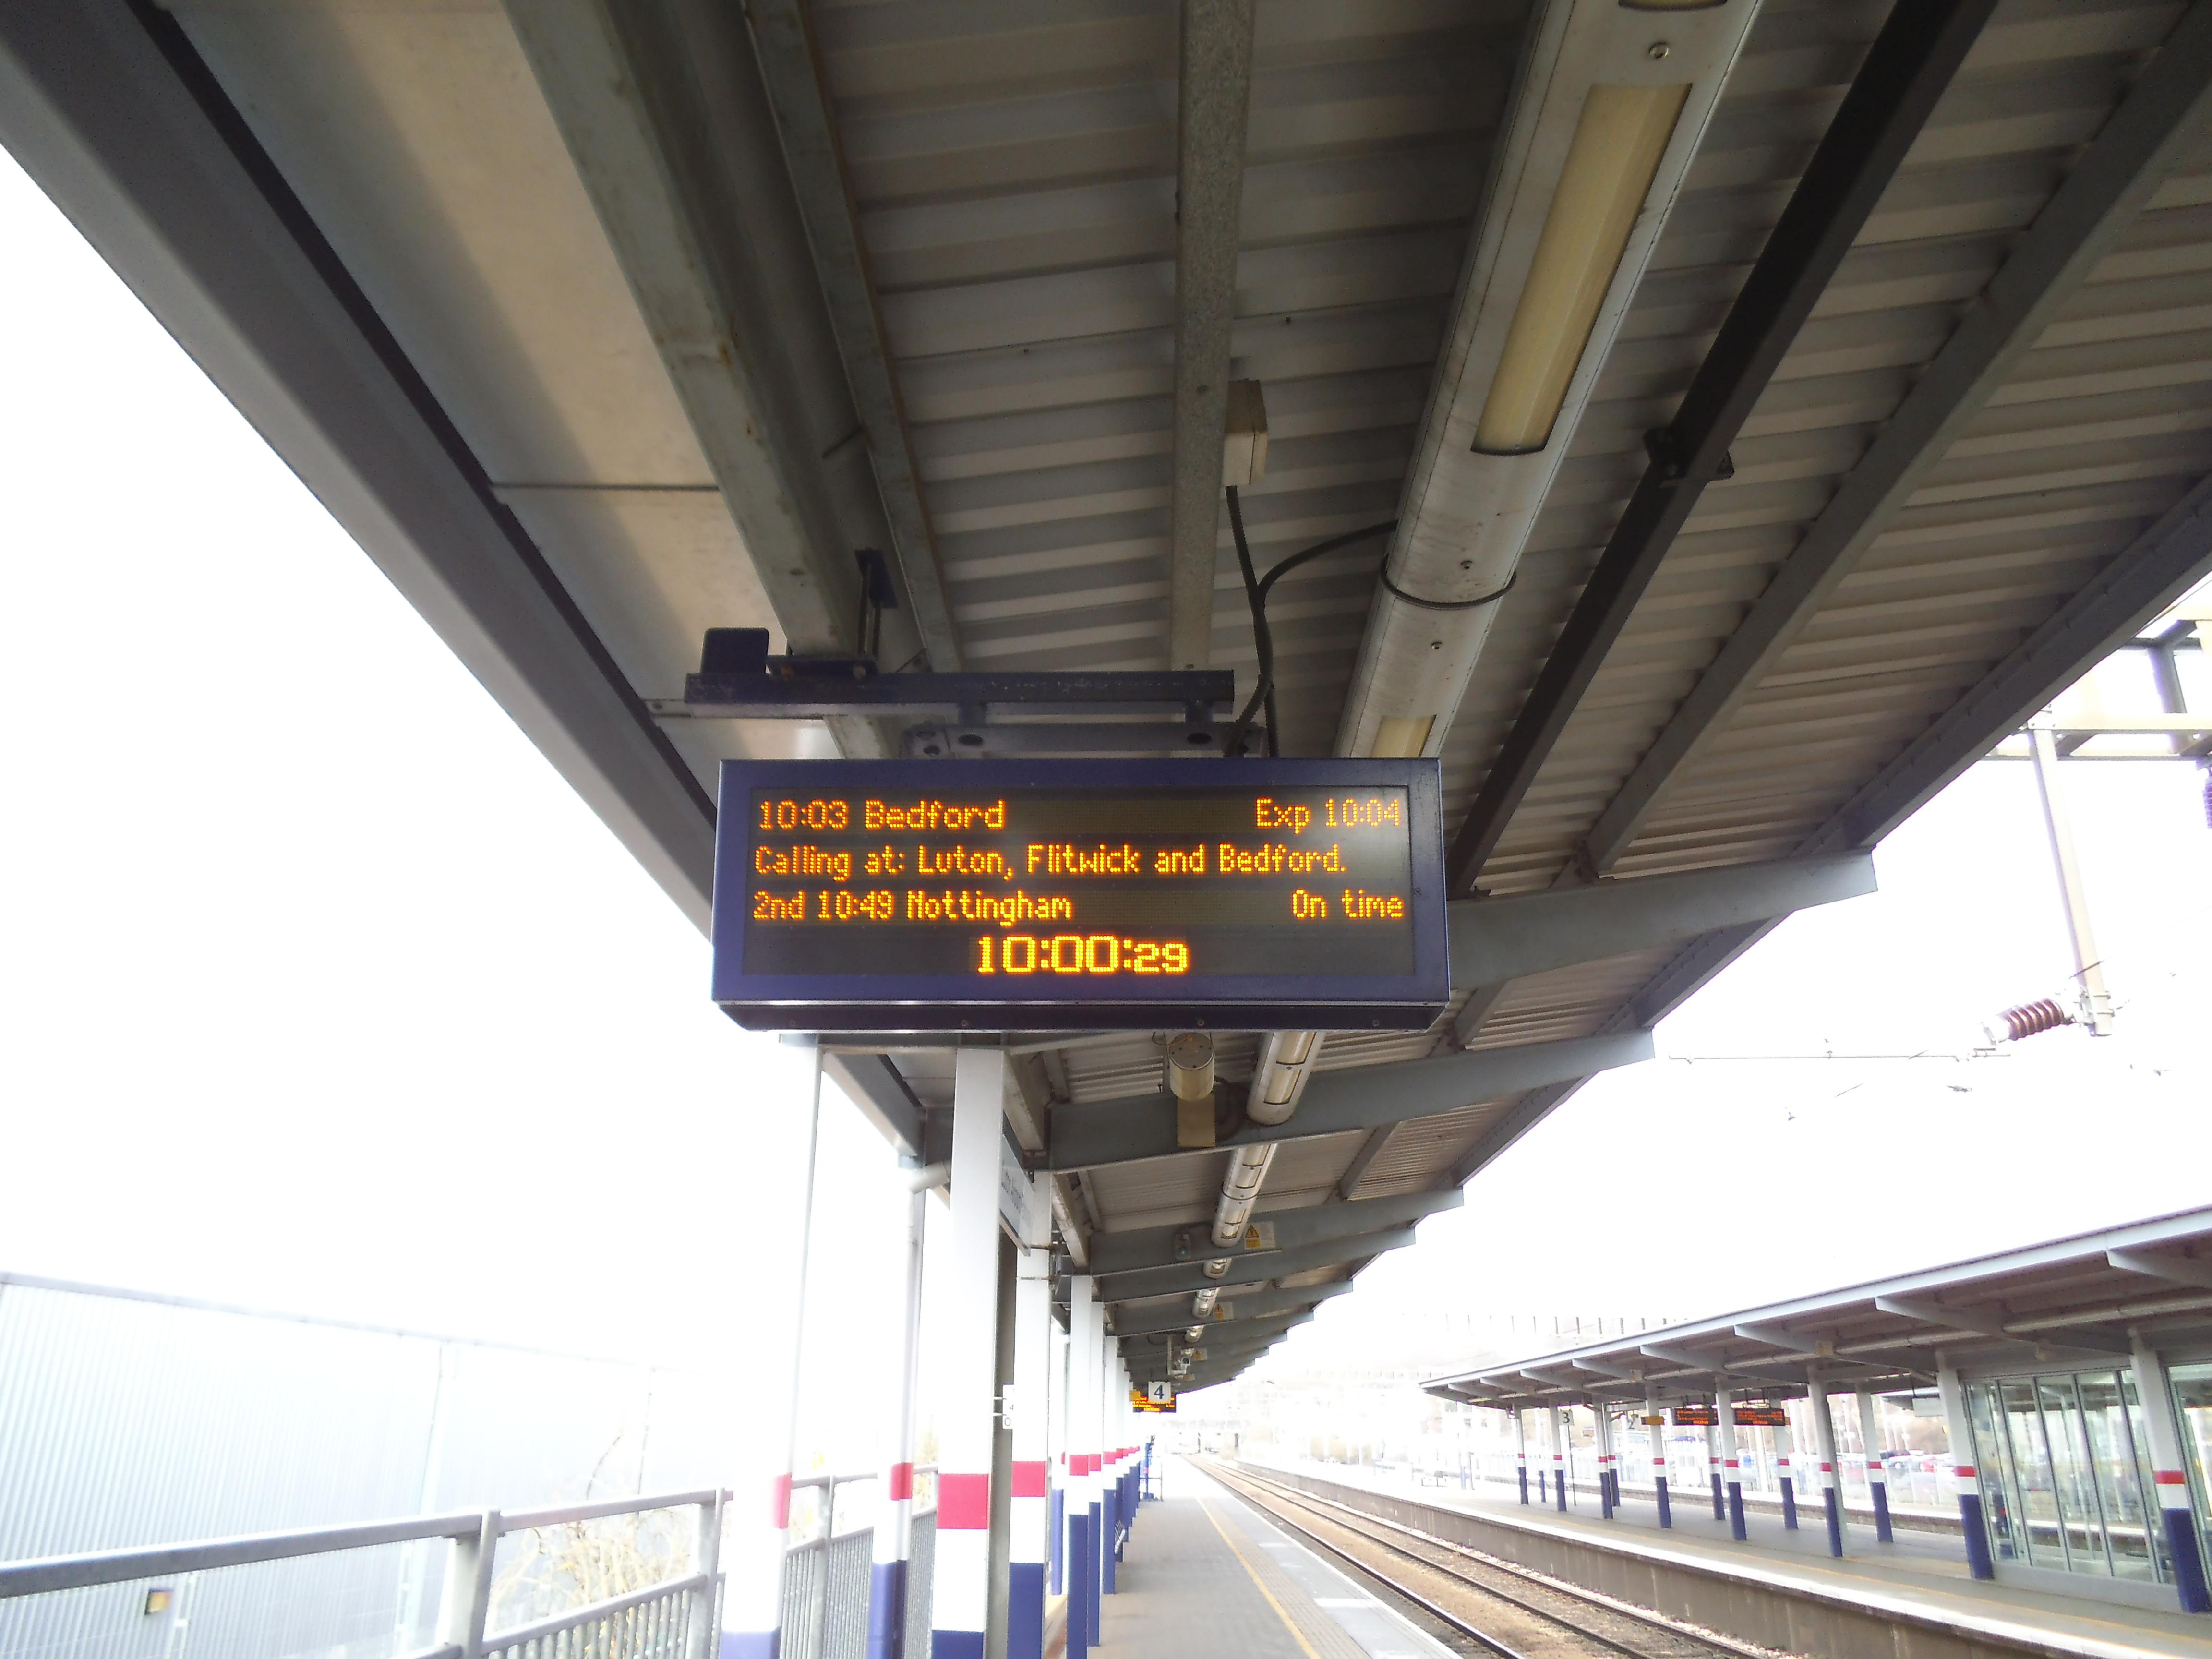 10:03 Bedford Exp 10:04
Calling at: Luton, Flitwick and Bedford.
2nd 10:49 Nottingham On time
10:00:29
4
3